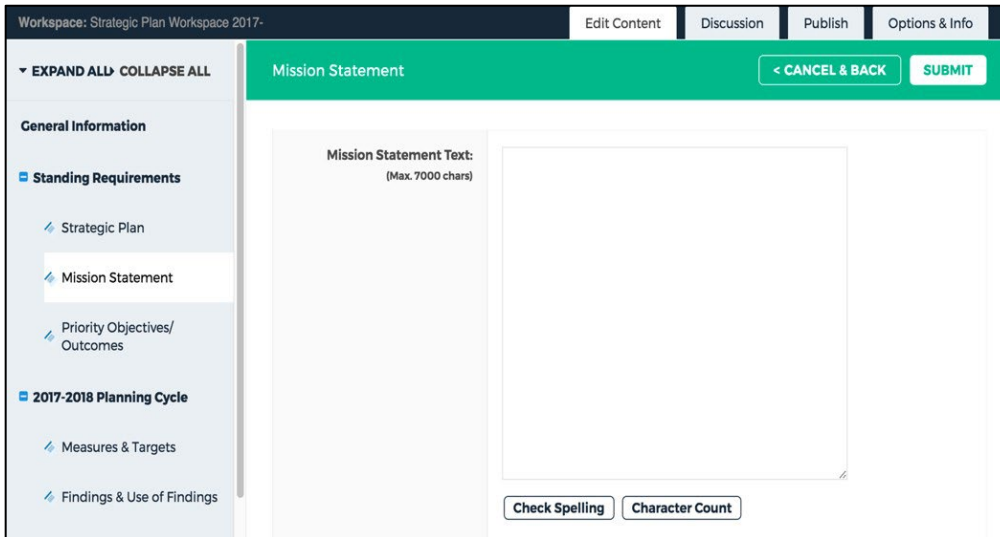 Workspace: Strategic Plan Workspace 2017-
Edit Content
Discussion
Publish
Options & Info
EXPAND ALL COLLAPSE ALL
Mission Statement
< CANCEL & BACK
SUBMIT
General Information
Standing Requirements
Strategic Plan
Mission Statement
Priority Objectives/
Outcomes
2017-2018 Planning Cycle
Measures & Targets
Findings & Use of Findings
Mission Statement Text:
(Max. 7000 chars)
Check Spelling
Character Count